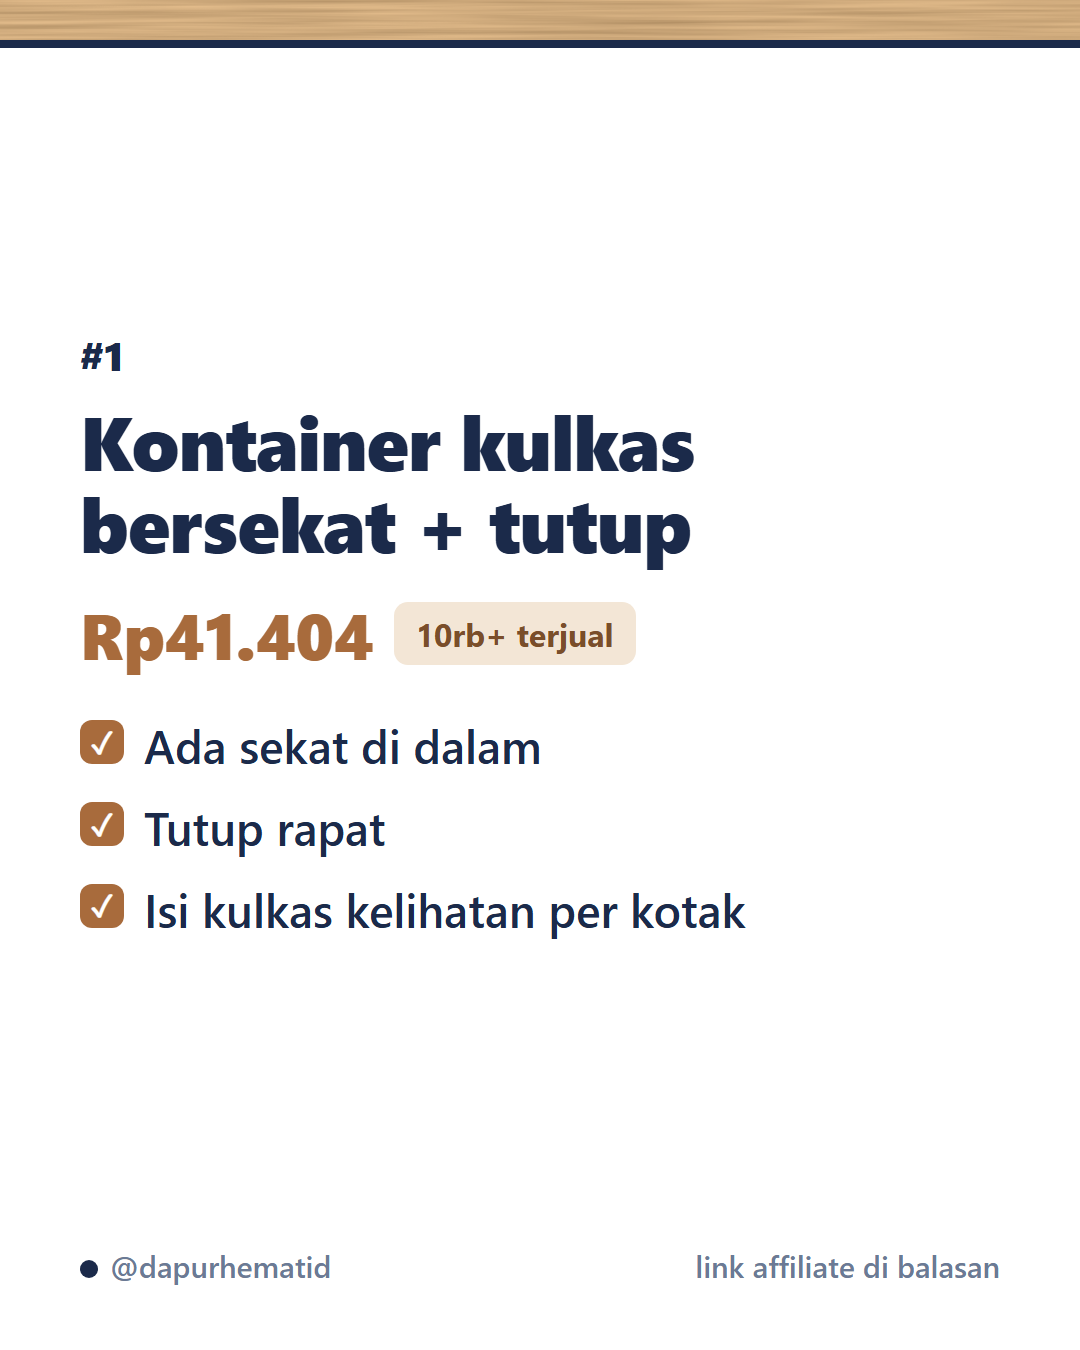 #1
Kontainer kulkas
bersekat + tutup
Rp41.404 10rb+ terjual
Ada sekat di dalam
Tutup rapat
Isi kulkas kelihatan per kotak
@dapurhematid link affiliate di balasan